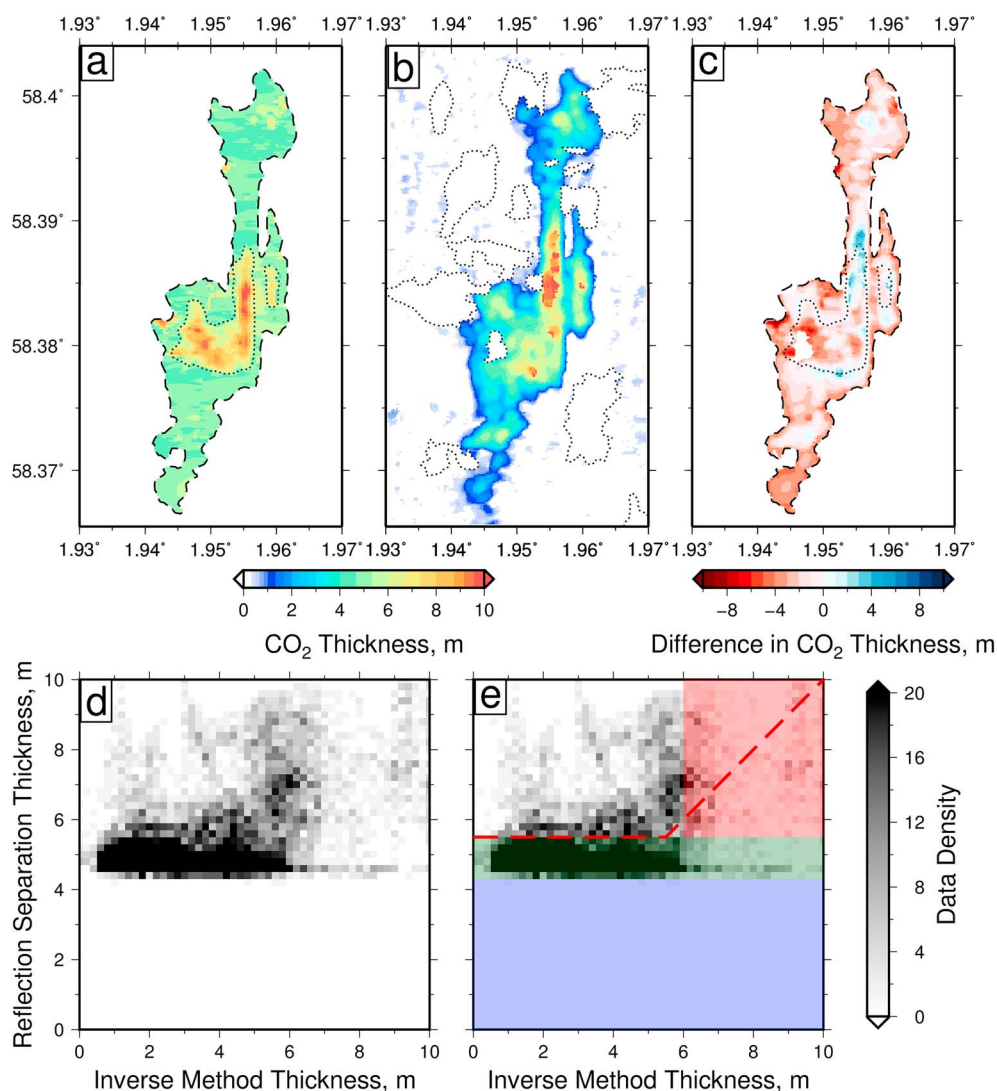 1.93° 1.94° 1.95° 1.96° 1.97° 1.93° 1.94° 1.95° 1.96° 1.97° 1.93° 1.94° 1.95° 1.96° 1.97°
a b c
58.4°
58.39°
58.38°
58.37°
1.93° 1.94° 1.95° 1.96° 1.97° 1.93° 1.94° 1.95° 1.96° 1.97° 1.93° 1.94° 1.95° 1.96° 1.97°
0 2 4 6 8 10
CO₂ Thickness, m
−8 −4 0 4 8
Difference in CO₂ Thickness, m
Reflection Separation Thickness, m
10
8
6
4
2
0
d
0 2 4 6 8 10
Inverse Method Thickness, m
e
0 2 4 6 8 10
Inverse Method Thickness, m
20
16
12
8
4
0
Data Density